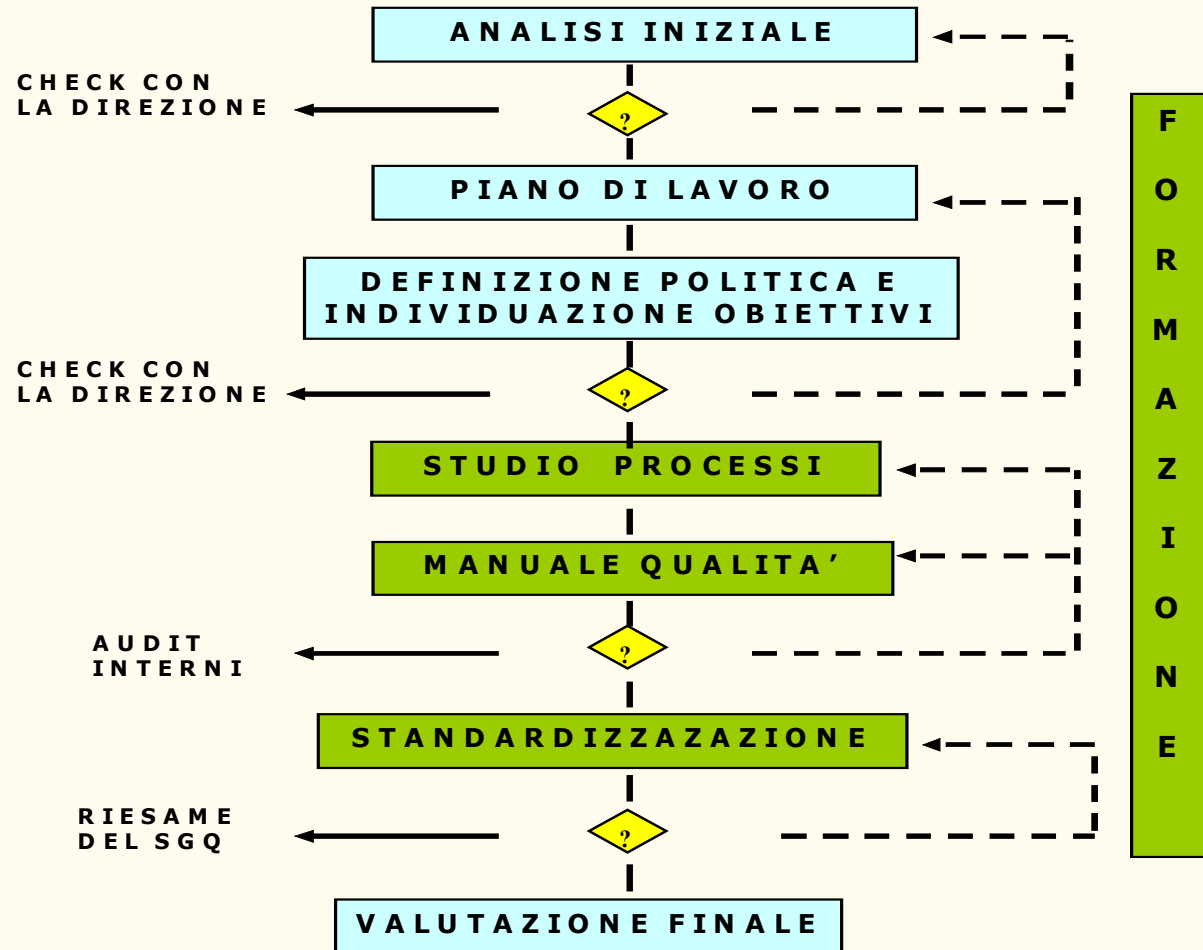 ANALISI INIZIALE
CHECK CON
LA DIREZIONE
?
PIANO DI LAVORO
DEFINIZIONE POLITICA E
INDIVIDUAZIONE OBIETTIVI
CHECK CON
LA DIREZIONE
?
STUDIO PROCESSI
MANUALE QUALITA’
AUDIT
INTERNI
?
STANDARDIZZAZAZIONE
RIESAME
DEL SGQ
?
VALUTAZIONE FINALE
F
O
R
M
A
Z
I
O
N
E